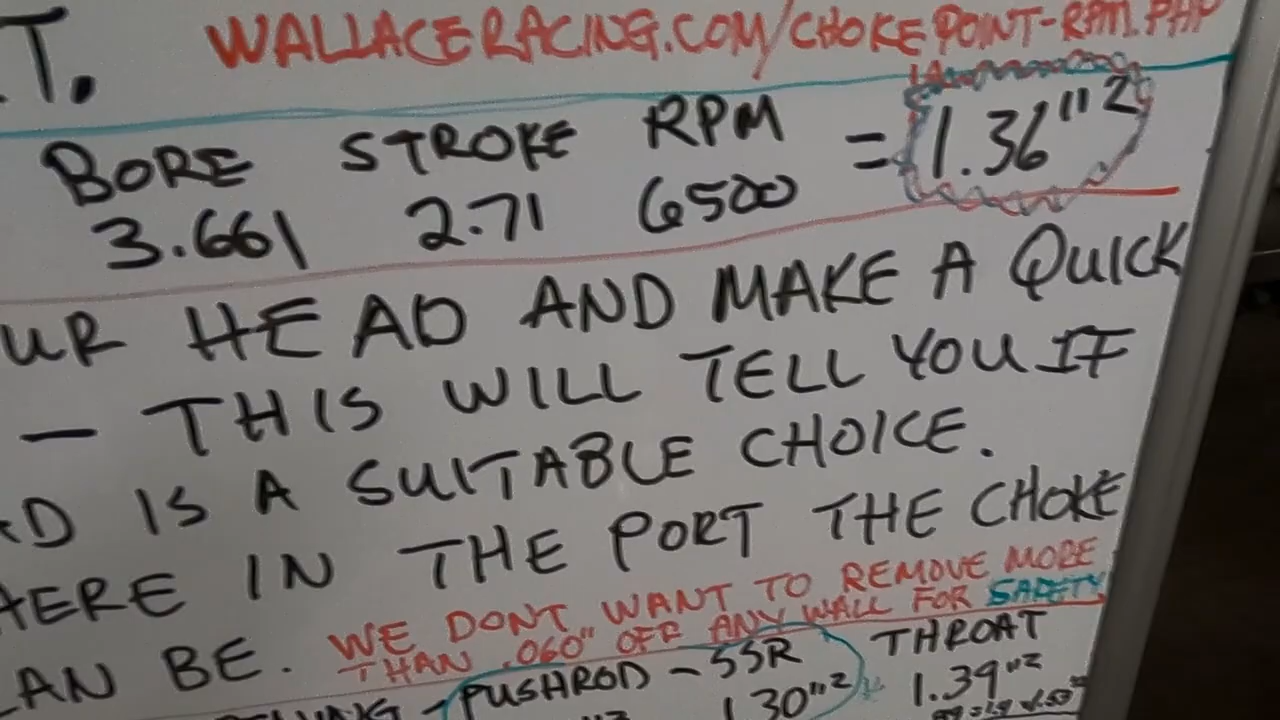 T. WALLACERACING.COM/CHOKEPOINT-RPM.PHP
BORE STROKE RPM = 1.36"²
3.661 2.71 6500
UR HEAD AND MAKE A QUICK
— THIS WILL TELL YOU IF
AD IS A SUITABLE CHOICE.
HERE IN THE PORT THE CHOKE
CAN BE. WE DONT WANT TO REMOVE MORE
THAN .060" OFF ANY WALL FOR SAFETY
PUSHROD - SSR THROAT
1.30"² 1.39"²